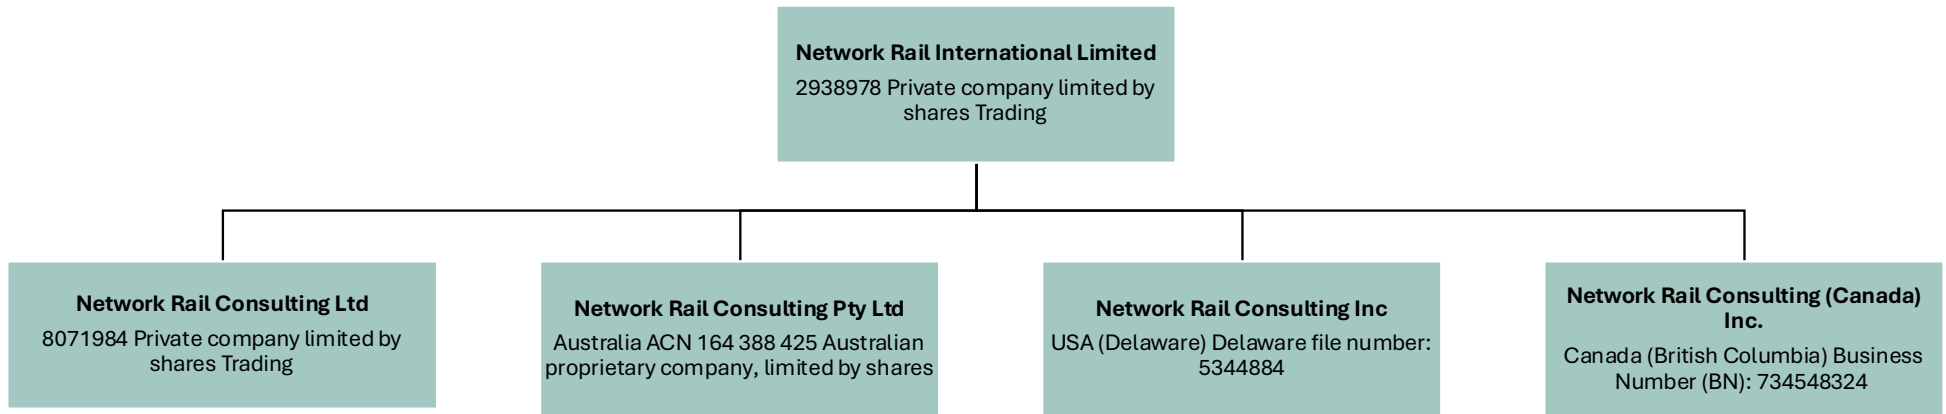 Network Rail International Limited
2938978 Private company limited by
shares Trading
Network Rail Consulting Ltd
8071984 Private company limited by
shares Trading
Network Rail Consulting Pty Ltd
Australia ACN 164 388 425 Australian
proprietary company, limited by shares
Network Rail Consulting Inc
USA (Delaware) Delaware file number:
5344884
Network Rail Consulting (Canada)
Inc.
Canada (British Columbia) Business
Number (BN): 734548324